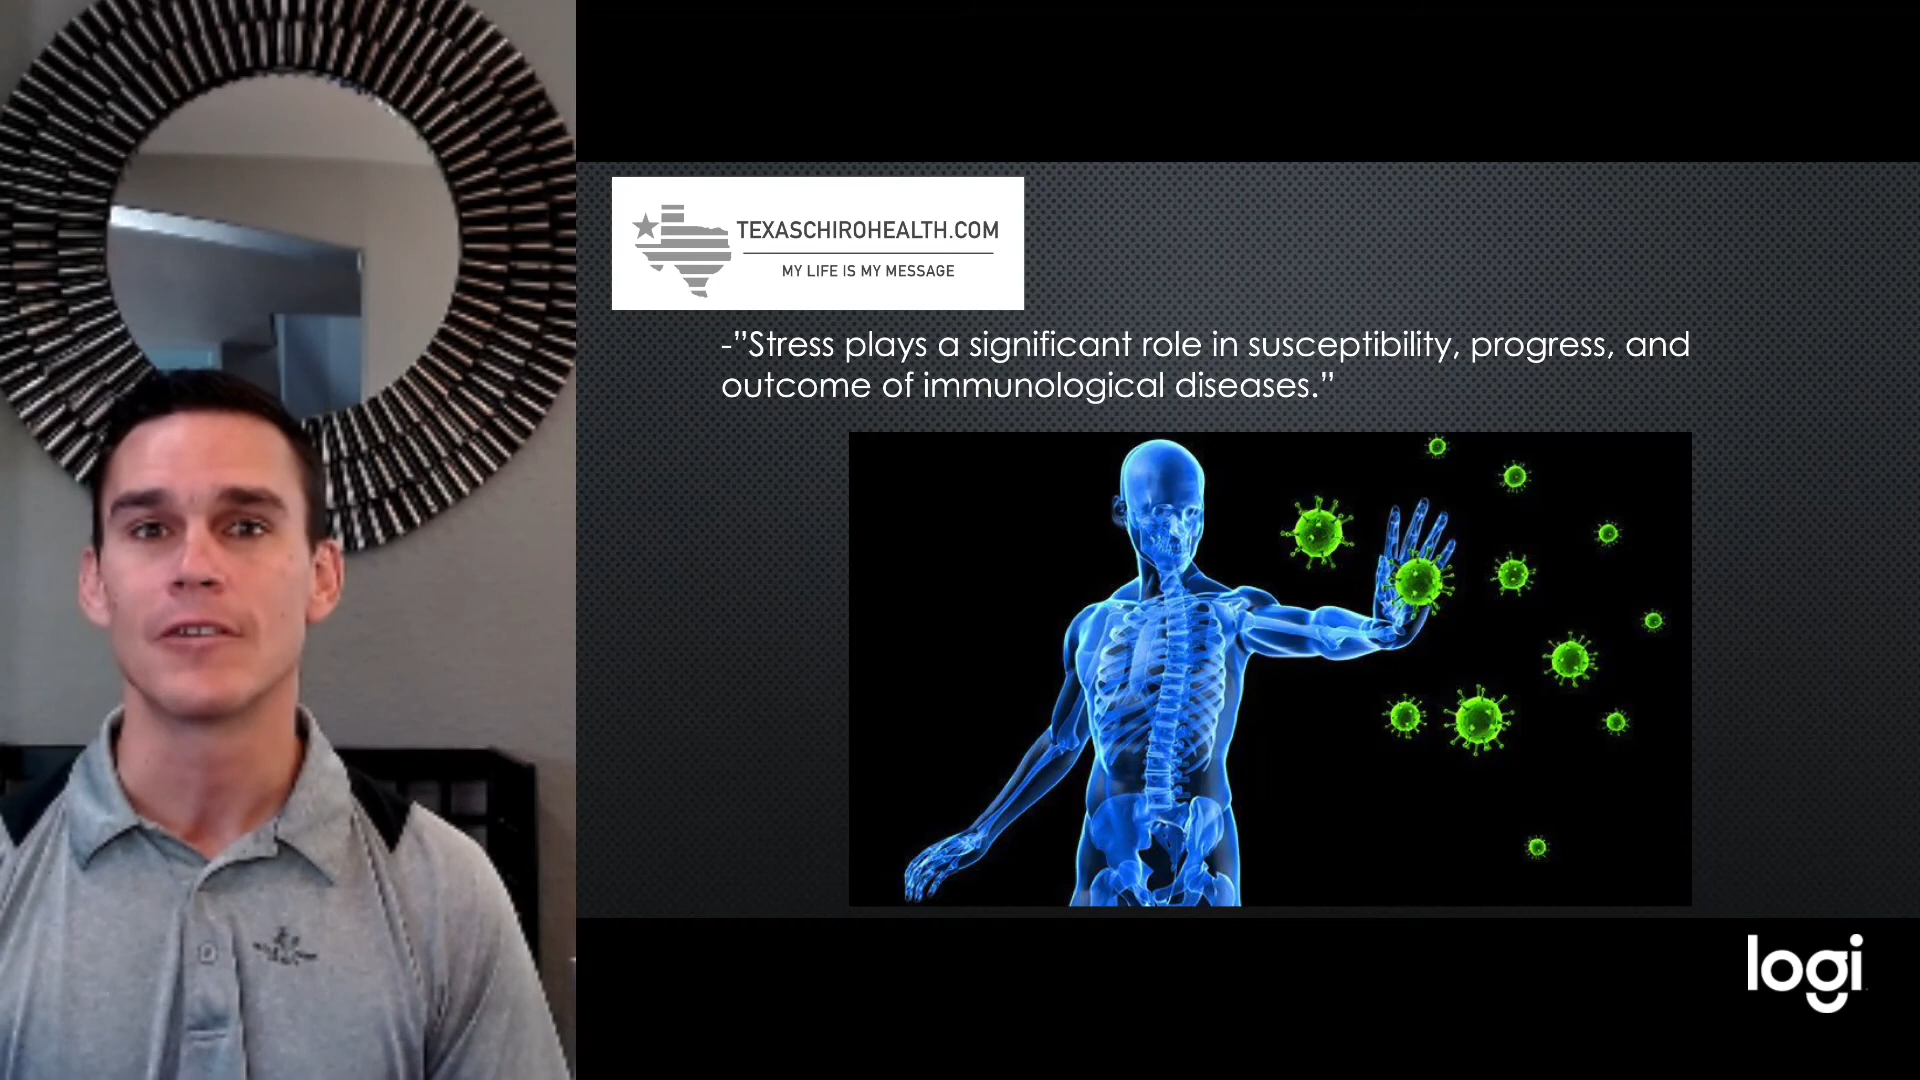 TEXASCHIROHEALTH.COM
MY LIFE IS MY MESSAGE
-”Stress plays a significant role in susceptibility, progress, and
outcome of immunological diseases.”
logi